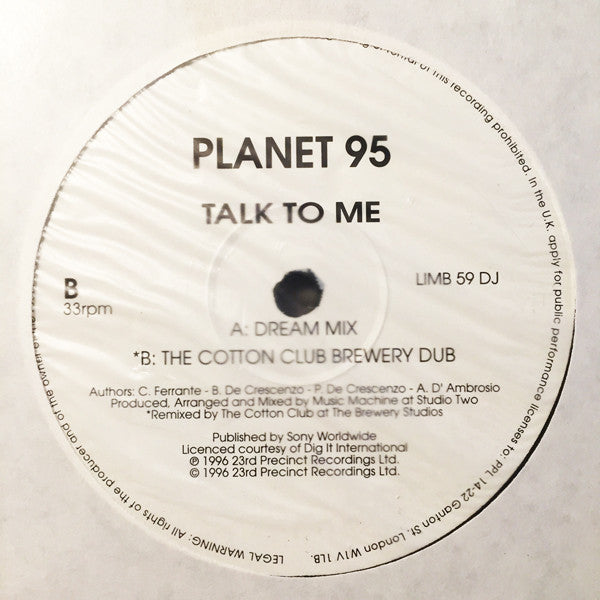 PLANET 95
TALK TO ME
B
33rpm
LIMB 59 DJ
A: DREAM MIX
*B: THE COTTON CLUB BREWERY DUB
Authors: C. Ferrante - B. De Crescenzo - P. De Crescenzo - A. D' Ambrosio
Produced, Arranged and Mixed by Music Machine at Studio Two
*Remixed by The Cotton Club at The Brewery Studios
Published by Sony Worldwide
Licenced courtesy of Dig It International
℗ 1996 23rd Precinct Recordings Ltd.
© 1996 23rd Precinct Recordings Ltd.
LEGAL WARNING: All rights of the producer and of the owner of this recording prohibited. In the U.K. apply for public performance licenses to: PPL 14-22 Ganton St. London W1V 1LB.